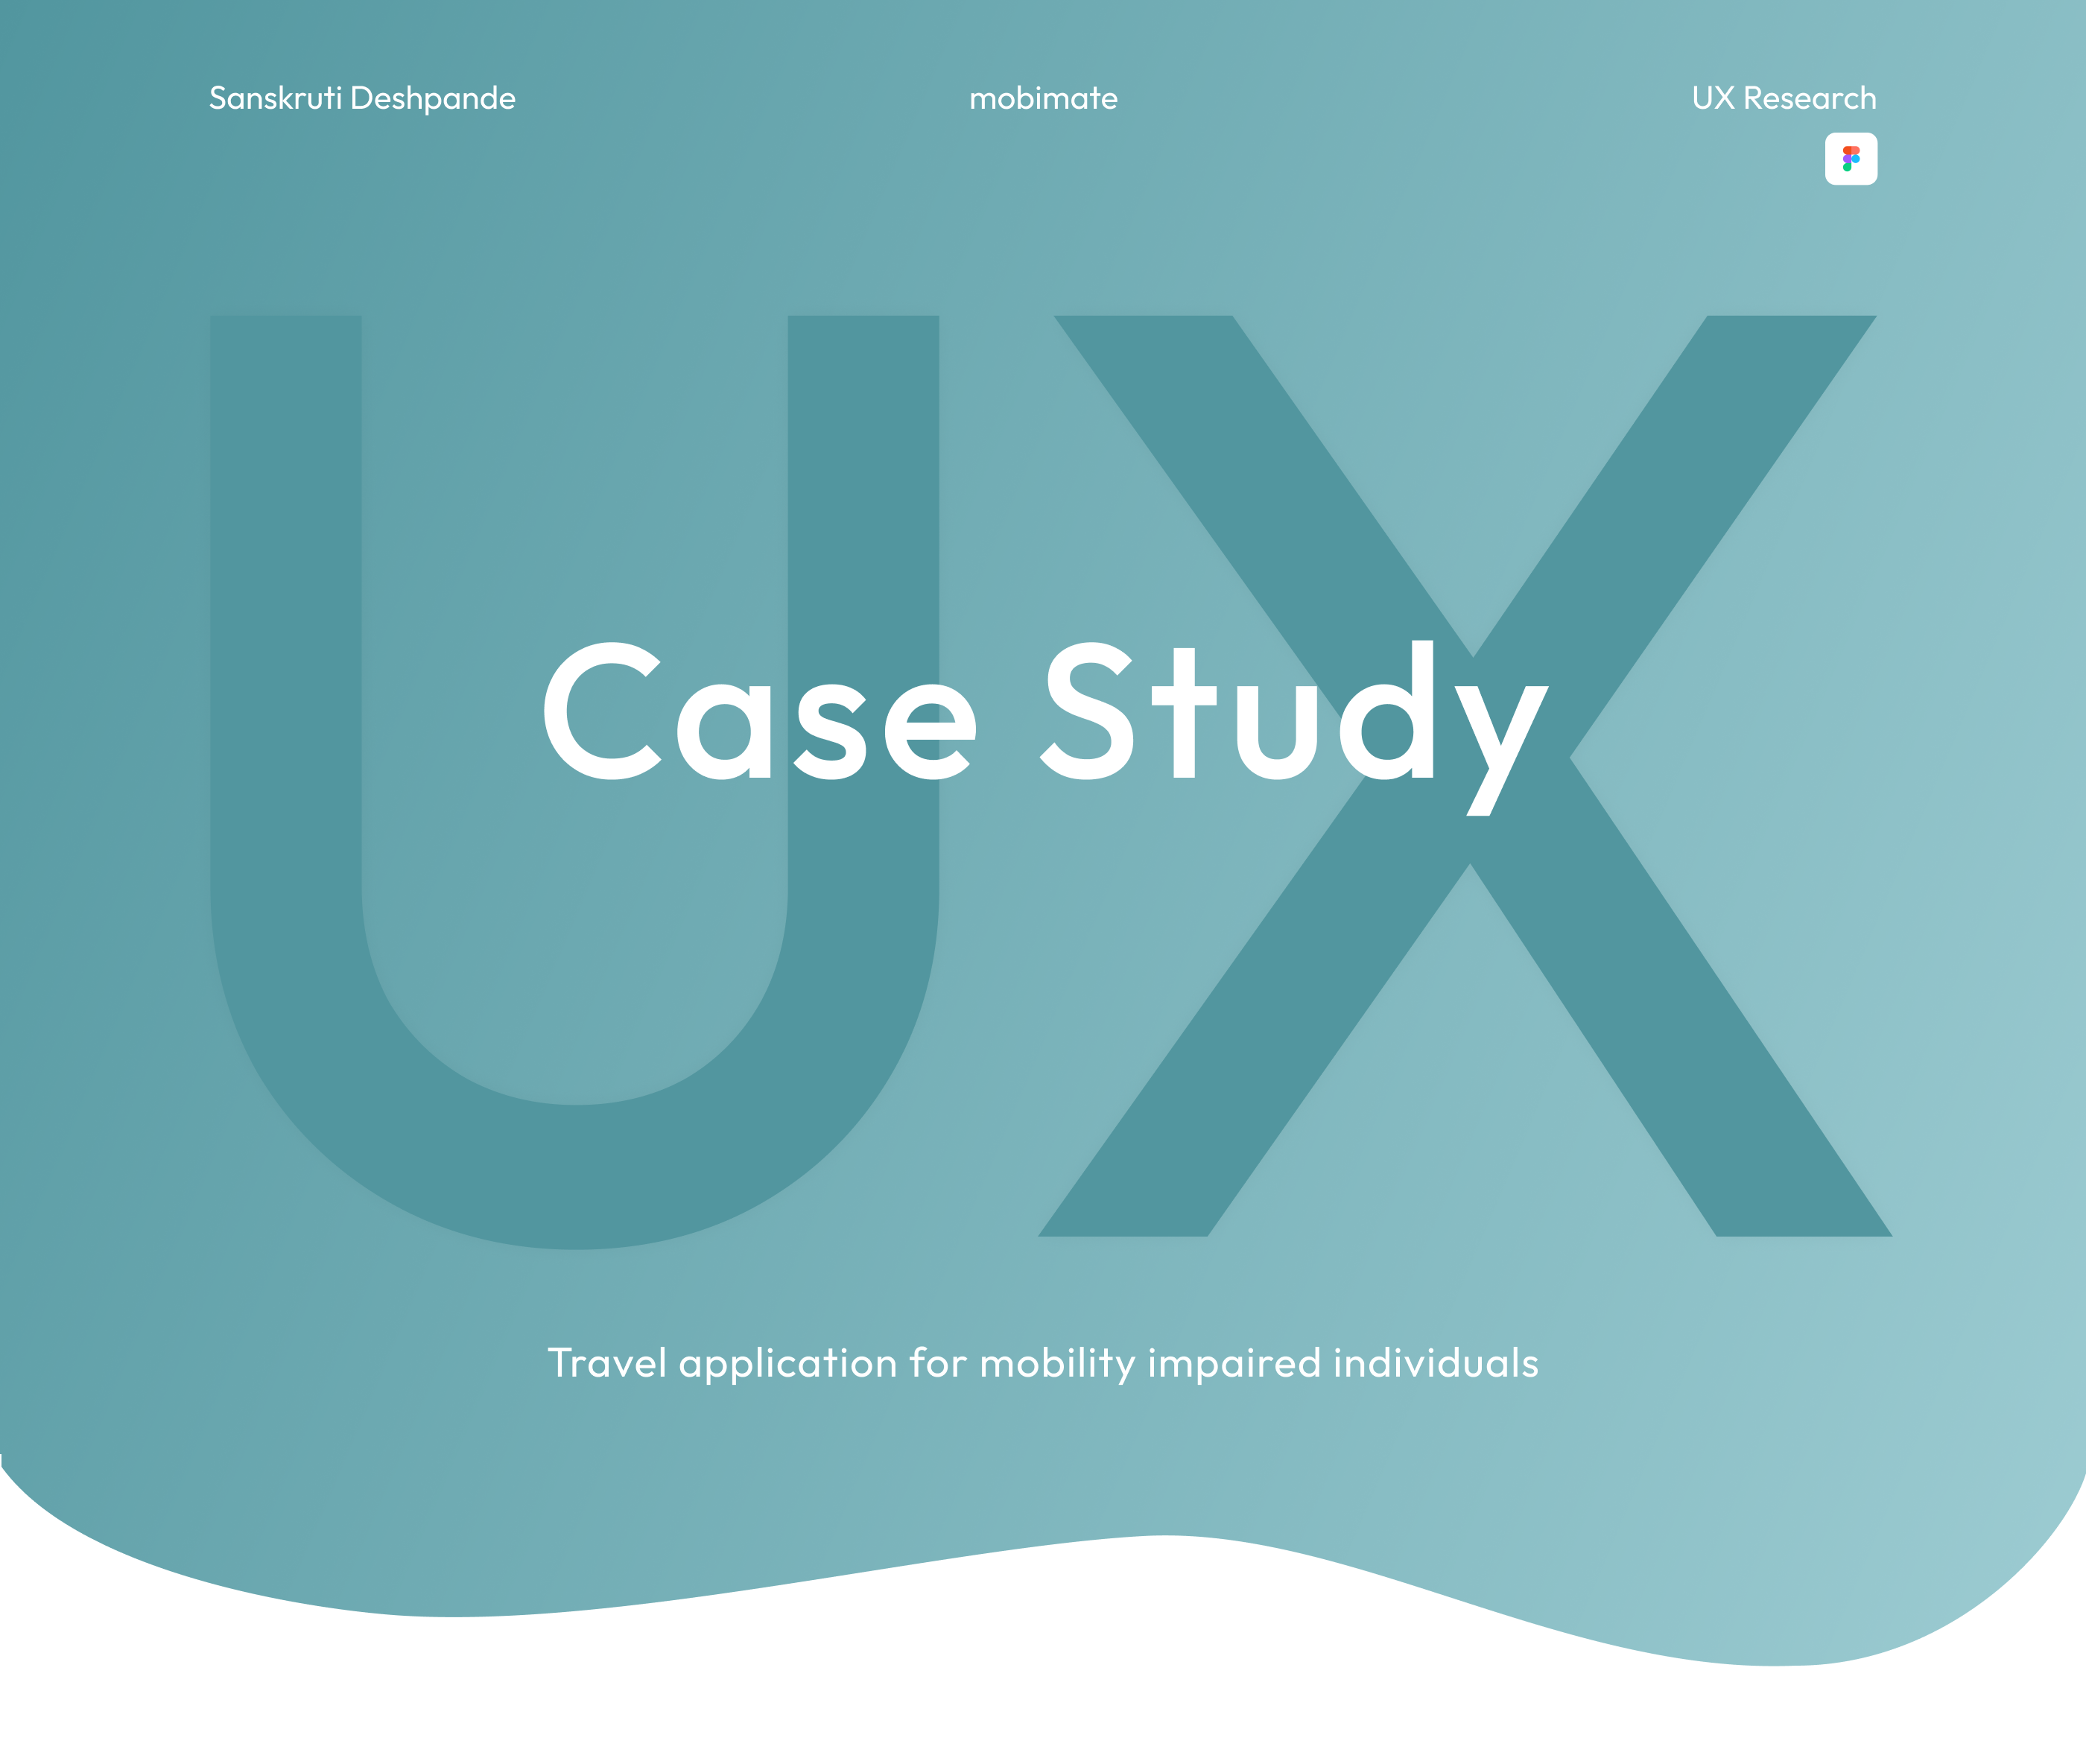 Sanskruti Deshpande
mobimate
UX Research
UX
Case Study
Travel application for mobility impaired individuals